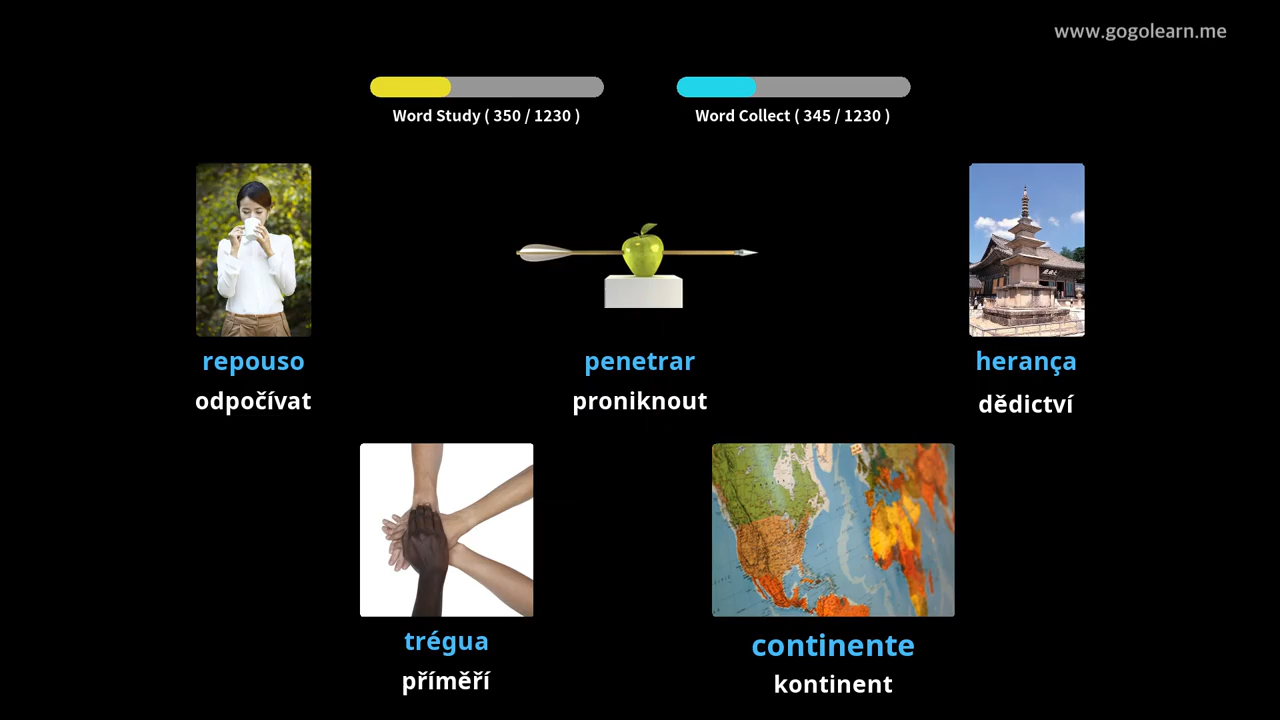 www.gogolearn.me
Word Study ( 350 / 1230 )
Word Collect ( 345 / 1230 )
repouso
odpočívat
penetrar
proniknout
herança
dědictví
trégua
příměří
continente
kontinent